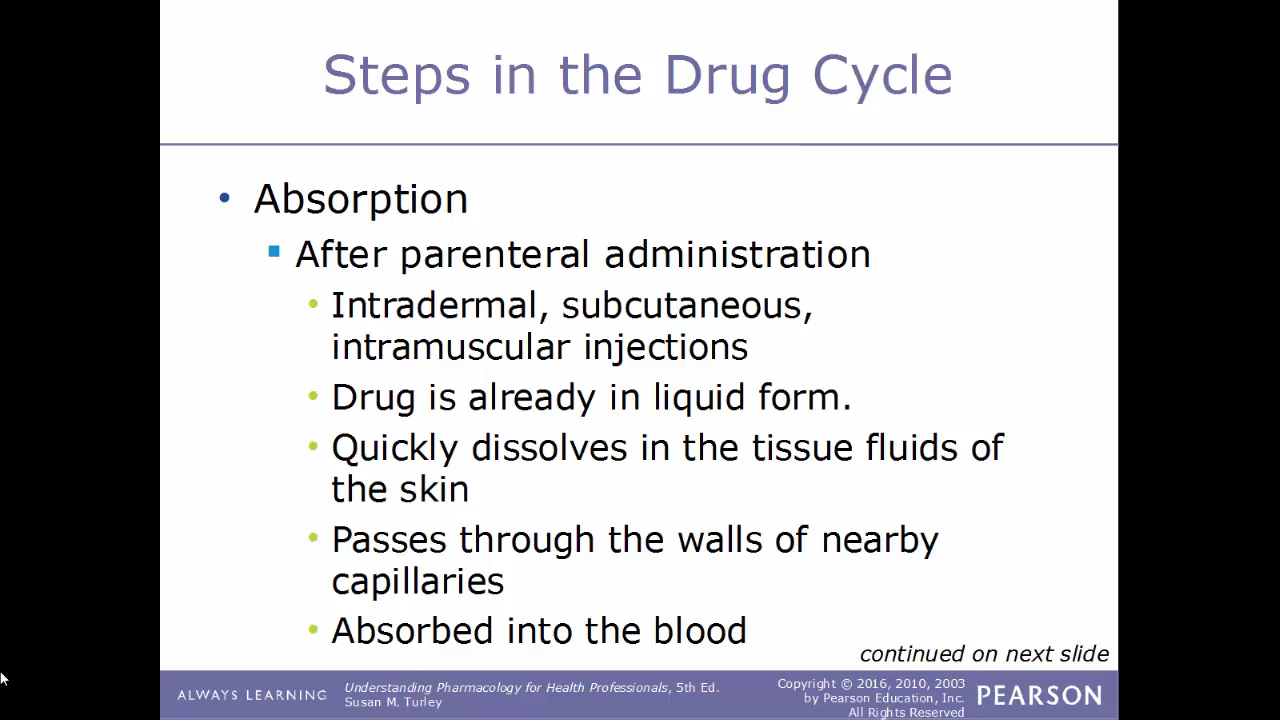 Steps in the Drug Cycle
• Absorption
▪ After parenteral administration
• Intradermal, subcutaneous,
intramuscular injections
• Drug is already in liquid form.
• Quickly dissolves in the tissue fluids of
the skin
• Passes through the walls of nearby
capillaries
• Absorbed into the blood
continued on next slide
ALWAYS LEARNING
Understanding Pharmacology for Health Professionals, 5th Ed.
Susan M. Turley
Copyright © 2016, 2010, 2003
by Pearson Education, Inc.
All Rights Reserved
PEARSON